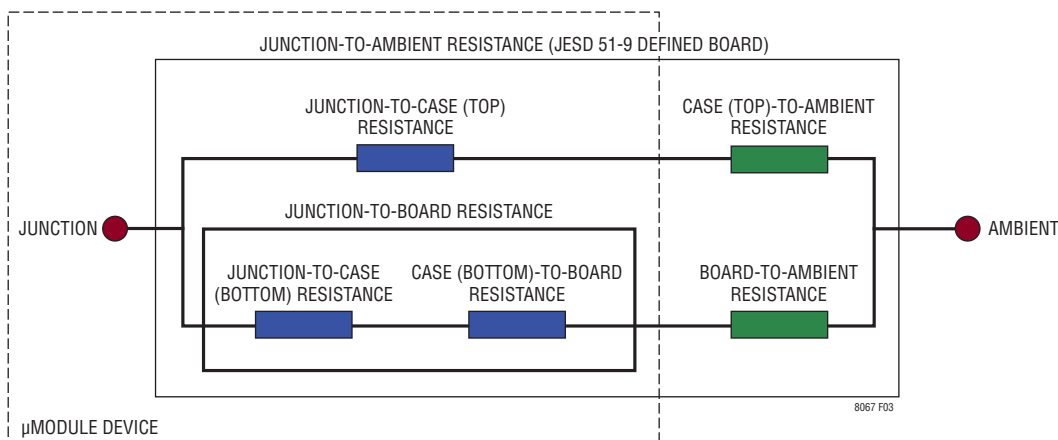 JUNCTION-TO-AMBIENT RESISTANCE (JESD 51-9 DEFINED BOARD)
JUNCTION-TO-CASE (TOP)
RESISTANCE
CASE (TOP)-TO-AMBIENT
RESISTANCE
JUNCTION-TO-BOARD RESISTANCE
JUNCTION
AMBIENT
JUNCTION-TO-CASE
(BOTTOM) RESISTANCE
CASE (BOTTOM)-TO-BOARD
RESISTANCE
BOARD-TO-AMBIENT
RESISTANCE
8067 F03
µMODULE DEVICE